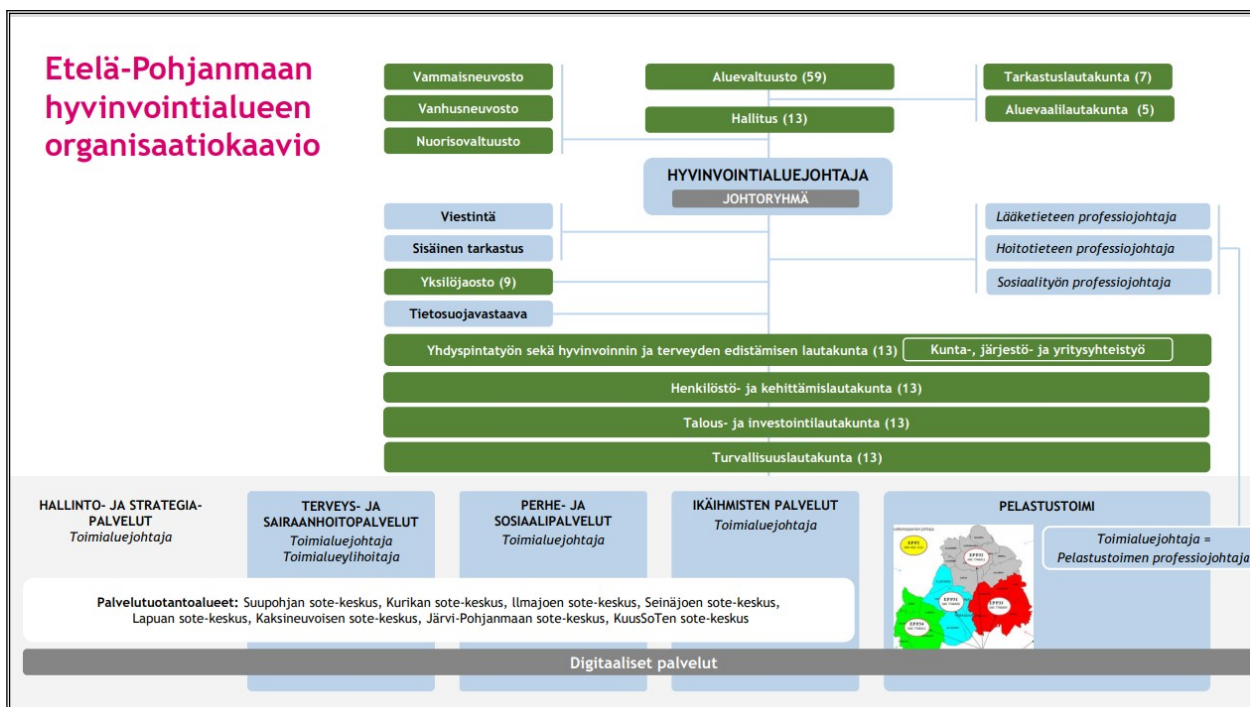 Etelä-Pohjanmaan
hyvinvointialueen
organisaatiokaavio
Vammaisneuvosto
Vanhusneuvosto
Nuorisovaltuusto
Aluevaltuusto (59)
Hallitus (13)
Tarkastuslautakunta (7)
Aluevaalilautakunta (5)
HYVINVOINTIALUEJOHTAJA
JOHTORYHMÄ
Viestintä
Sisäinen tarkastus
Yksilöjaosto (9)
Tietosuojavastaava
Lääketieteen professiojohtaja
Hoitotieteen professiojohtaja
Sosiaalityön professiojohtaja
Yhdyspintatyön sekä hyvinvoinnin ja terveyden edistämisen lautakunta (13)
Kunta-, järjestö- ja yritysyhteistyö
Henkilöstö- ja kehittämislautakunta (13)
Talous- ja investointilautakunta (13)
Turvallisuuslautakunta (13)
HALLINTO- JA STRATEGIA-
PALVELUT
Toimialuejohtaja
TERVEYS- JA
SAIRAANHOITOPALVELUT
Toimialuejohtaja
Toimialueylihoitaja
PERHE- JA
SOSIAALIPALVELUT
Toimialuejohtaja
IKÄIHMISTEN PALVELUT
Toimialuejohtaja
PELASTUSTOIMI
Toimialuejohtaja =
Pelastustoimen professiojohtaja
Palvelutuotantoalueet: Suupohjan sote-keskus, Kurikan sote-keskus, Ilmajoen sote-keskus, Seinäjoen sote-keskus,
Lapuan sote-keskus, Kaksineuvoisen sote-keskus, Järvi-Pohjanmaan sote-keskus, KuusSoTen sote-keskus
Digitaaliset palvelut